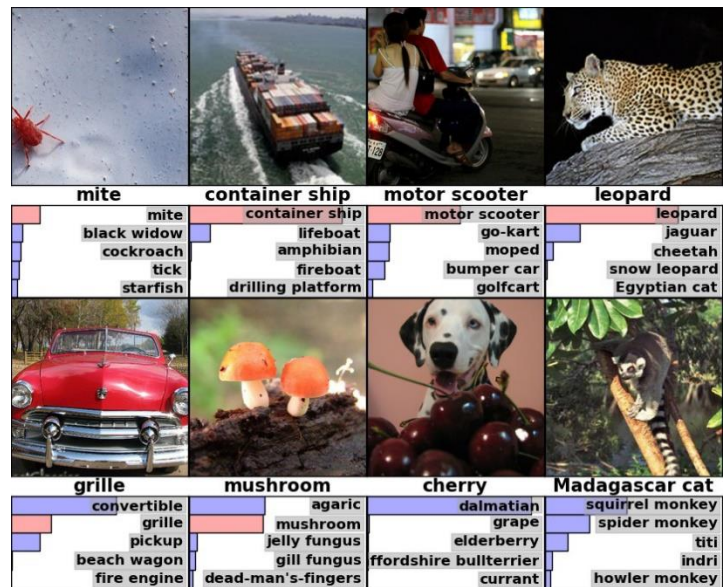 mite
container ship
motor scooter
leopard
mite
black widow
cockroach
tick
starfish
container ship
lifeboat
amphibian
fireboat
drilling platform
motor scooter
go-kart
moped
bumper car
golfcart
leopard
jaguar
cheetah
snow leopard
Egyptian cat
grille
mushroom
cherry
Madagascar cat
convertible
grille
pickup
beach wagon
fire engine
agaric
mushroom
jelly fungus
gill fungus
dead-man's-fingers
dalmatian
grape
elderberry
ffordshire bullterrier
currant
squirrel monkey
spider monkey
titi
indri
howler monkey